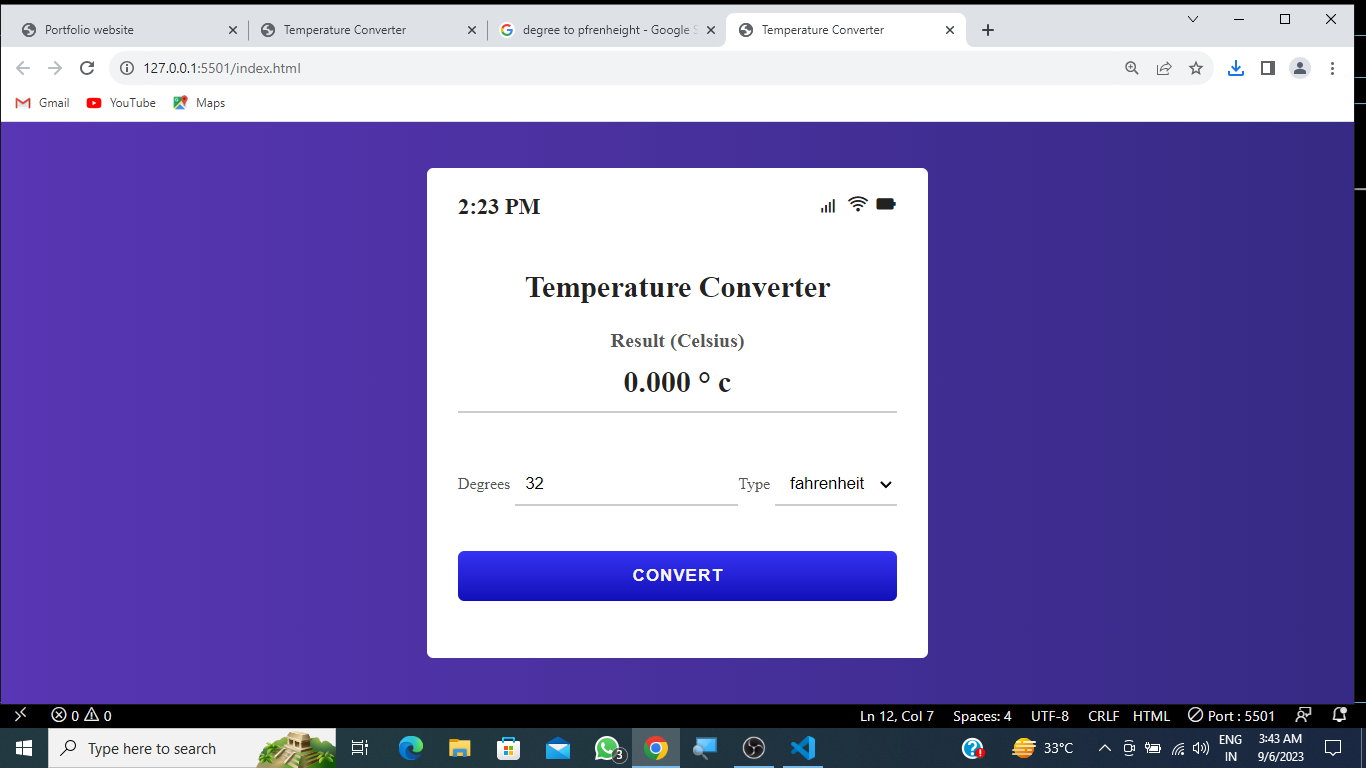 Portfolio website
Temperature Converter
degree to pfrenheight - Google S
Temperature Converter
127.0.0.1:5501/index.html
Gmail
YouTube
Maps
2:23 PM
Temperature Converter
Result (Celsius)
0.000 ° c
Degrees 32 Type fahrenheit
CONVERT
0 0 Ln 12, Col 7 Spaces: 4 UTF-8 CRLF HTML Port : 5501
Type here to search
3
33°C
ENG
IN
3:43 AM
9/6/2023